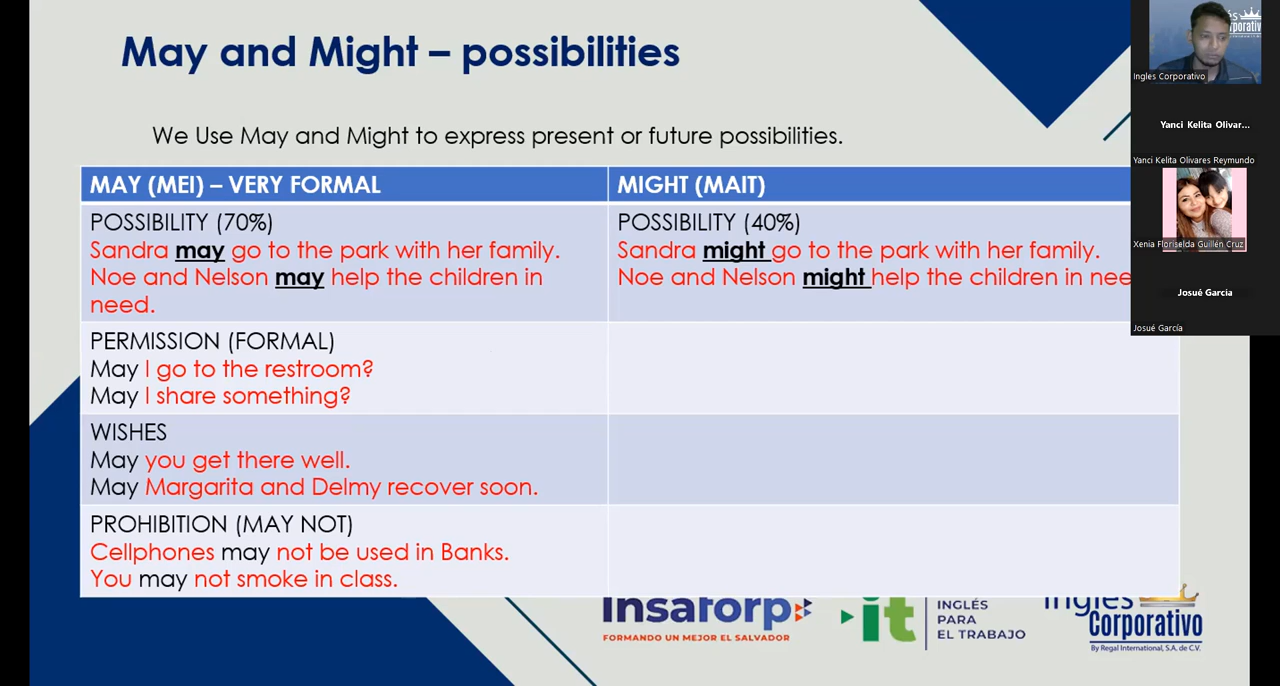 May and Might – possibilities
We Use May and Might to express present or future possibilities.
MAY (MEI) – VERY FORMAL
MIGHT (MAIT)
POSSIBILITY (70%)
Sandra may go to the park with her family.
Noe and Nelson may help the children in
need.
POSSIBILITY (40%)
Sandra might go to the park with her family.
Noe and Nelson might help the children in nee
PERMISSION (FORMAL)
May I go to the restroom?
May I share something?
WISHES
May you get there well.
May Margarita and Delmy recover soon.
PROHIBITION (MAY NOT)
Cellphones may not be used in Banks.
You may not smoke in class.
Insaforp
FORMANDO UN MEJOR EL SALVADOR
it
INGLÉS
PARA
EL TRABAJO
Inglés
Corporativo
By Regal International, S.A. de C.V.
Ingles Corporativo
Yanci Kelita Olivar...
Yanci Kelita Olivares Reymundo
Xenia Floriselda Guillén Cruz
Josué Garcia
Josué García